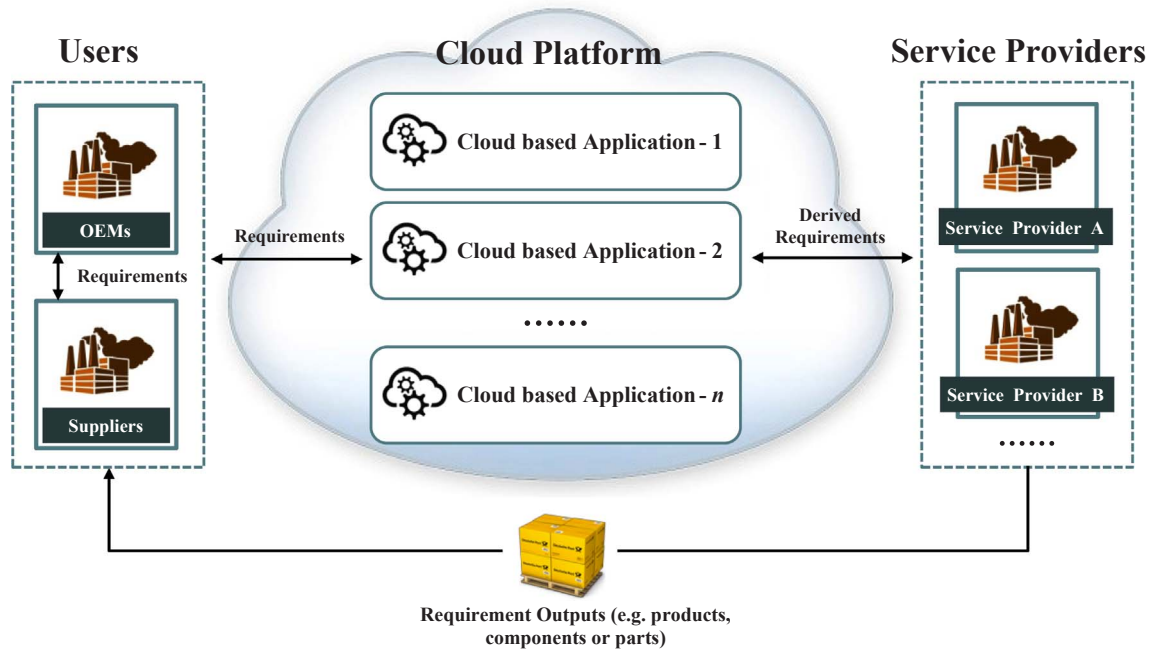 Users
Cloud Platform
Service Providers
OEMs
Requirements
Suppliers
Requirements
Cloud based Application - 1
Cloud based Application - 2
......
Cloud based Application - n
Derived
Requirements
Service Provider A
Service Provider B
......
Requirement Outputs (e.g. products,
components or parts)